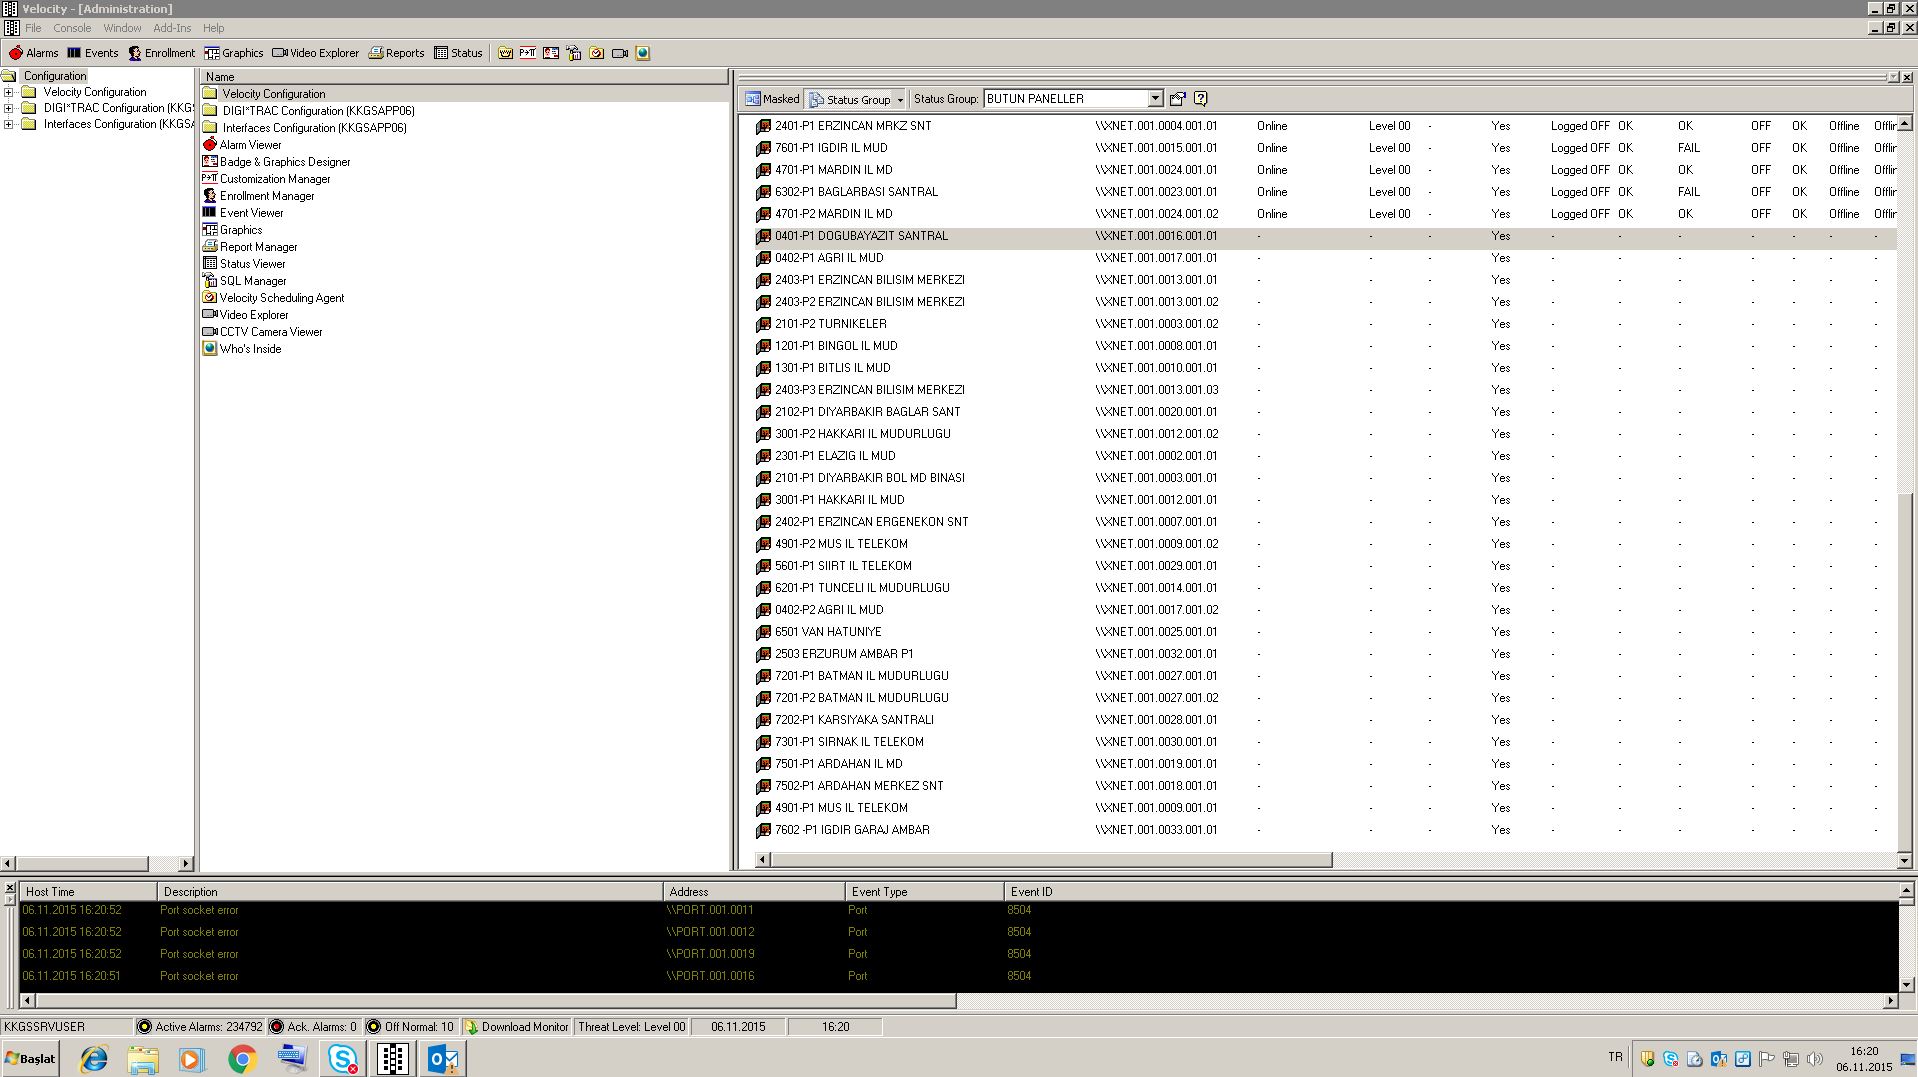 Velocity - [Administration]
File Console Window Add-Ins Help
Alarms Events Enrollment Graphics Video Explorer Reports Status
Configuration
Velocity Configuration
DIGI*TRAC Configuration (KKGS
Interfaces Configuration (KKGSA
Name
Velocity Configuration
DIGI*TRAC Configuration (KKGSAPP06)
Interfaces Configuration (KKGSAPP06)
Alarm Viewer
Badge & Graphics Designer
Customization Manager
Enrollment Manager
Event Viewer
Graphics
Report Manager
Status Viewer
SQL Manager
Velocity Scheduling Agent
Video Explorer
CCTV Camera Viewer
Who's Inside
Masked Status Group Status Group: BUTUN PANELLER
2401-P1 ERZINCAN MRKZ SNT \\XNET.001.0004.001.01 Online Level 00 - Yes Logged OFF OK OK OFF OK Offline Offlin
7601-P1 IGDIR IL MUD \\XNET.001.0015.001.01 Online Level 00 - Yes Logged OFF OK FAIL OFF OK Offline Offlin
4701-P1 MARDIN IL MD \\XNET.001.0024.001.01 Online Level 00 - Yes Logged OFF OK OK OFF OK Offline Offlin
6302-P1 BAGLARBASI SANTRAL \\XNET.001.0023.001.01 Online Level 00 - Yes Logged OFF OK FAIL OFF OK Offline Offlin
4701-P2 MARDIN IL MD \\XNET.001.0024.001.02 Online Level 00 - Yes Logged OFF OK OK OFF OK Offline Offlin
0401-P1 DOGUBAYAZIT SANTRAL \\XNET.001.0016.001.01 - - - Yes - - - - - - -
0402-P1 AGRI IL MUD \\XNET.001.0017.001.01 - - - Yes - - - - - - -
2403-P1 ERZINCAN BILISIM MERKEZI \\XNET.001.0013.001.01 - - - Yes - - - - - - -
2403-P2 ERZINCAN BILISIM MERKEZI \\XNET.001.0013.001.02 - - - Yes - - - - - - -
2101-P2 TURNIKELER \\XNET.001.0003.001.02 - - - Yes - - - - - - -
1201-P1 BINGOL IL MUD \\XNET.001.0008.001.01 - - - Yes - - - - - - -
1301-P1 BITLIS IL MUD \\XNET.001.0010.001.01 - - - Yes - - - - - - -
2403-P3 ERZINCAN BILISIM MERKEZI \\XNET.001.0013.001.03 - - - Yes - - - - - - -
2102-P1 DIYARBAKIR BAGLAR SANT \\XNET.001.0020.001.01 - - - Yes - - - - - - -
3001-P2 HAKKARI IL MUDURLUGU \\XNET.001.0012.001.02 - - - Yes - - - - - - -
2301-P1 ELAZIG IL MUD \\XNET.001.0002.001.01 - - - Yes - - - - - - -
2101-P1 DIYARBAKIR BOL MD BINASI \\XNET.001.0003.001.01 - - - Yes - - - - - - -
3001-P1 HAKKARI IL MUD \\XNET.001.0012.001.01 - - - Yes - - - - - - -
2402-P1 ERZINCAN ERGENEKON SNT \\XNET.001.0007.001.01 - - - Yes - - - - - - -
4901-P2 MUS IL TELEKOM \\XNET.001.0009.001.02 - - - Yes - - - - - - -
5601-P1 SIIRT IL TELEKOM \\XNET.001.0029.001.01 - - - Yes - - - - - - -
6201-P1 TUNCELI IL MUDURLUGU \\XNET.001.0014.001.01 - - - Yes - - - - - - -
0402-P2 AGRI IL MUD \\XNET.001.0017.001.02 - - - Yes - - - - - - -
6501 VAN HATUNIYE \\XNET.001.0025.001.01 - - - Yes - - - - - - -
2503 ERZURUM AMBAR P1 \\XNET.001.0032.001.01 - - - Yes - - - - - - -
7201-P1 BATMAN IL MUDURLUGU \\XNET.001.0027.001.01 - - - Yes - - - - - - -
7201-P2 BATMAN IL MUDURLUGU \\XNET.001.0027.001.02 - - - Yes - - - - - - -
7202-P1 KARSIYAKA SANTRALI \\XNET.001.0028.001.01 - - - Yes - - - - - - -
7301-P1 SIRNAK IL TELEKOM \\XNET.001.0030.001.01 - - - Yes - - - - - - -
7501-P1 ARDAHAN IL MD \\XNET.001.0019.001.01 - - - Yes - - - - - - -
7502-P1 ARDAHAN MERKEZ SNT \\XNET.001.0018.001.01 - - - Yes - - - - - - -
4901-P1 MUS IL TELEKOM \\XNET.001.0009.001.01 - - - Yes - - - - - - -
7602 -P1 IGDIR GARAJ AMBAR \\XNET.001.0033.001.01 - - - Yes - - - - - - -
Host Time Description Address Event Type Event ID
06.11.2015 16:20:52 Port socket error \\PORT.001.0011 Port 8504
06.11.2015 16:20:52 Port socket error \\PORT.001.0012 Port 8504
06.11.2015 16:20:52 Port socket error \\PORT.001.0019 Port 8504
06.11.2015 16:20:51 Port socket error \\PORT.001.0016 Port 8504
KKGSSRVUSER Active Alarms: 234792 Ack. Alarms: 0 Off Normal: 10 Download Monitor Threat Level: Level 00 06.11.2015 16:20
Başlat TR 16:20
06.11.2015